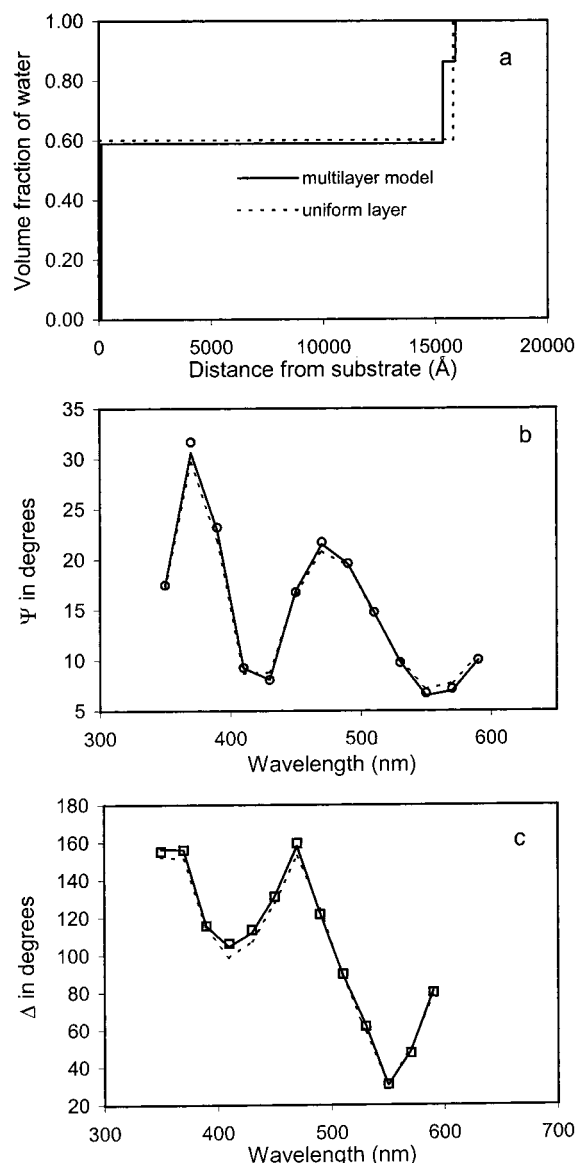 a
Volume fraction of water
1.00
0.80
0.60
0.40
0.20
0.00
multilayer model
uniform layer
0 5000 10000 15000 20000
Distance from substrate (Å)
b
Ψ in degrees
35
30
25
20
15
10
5
300 400 500 600
Wavelength (nm)
c
Δ in degrees
180
160
140
120
100
80
60
40
20
300 400 500 600 700
Wavelength (nm)